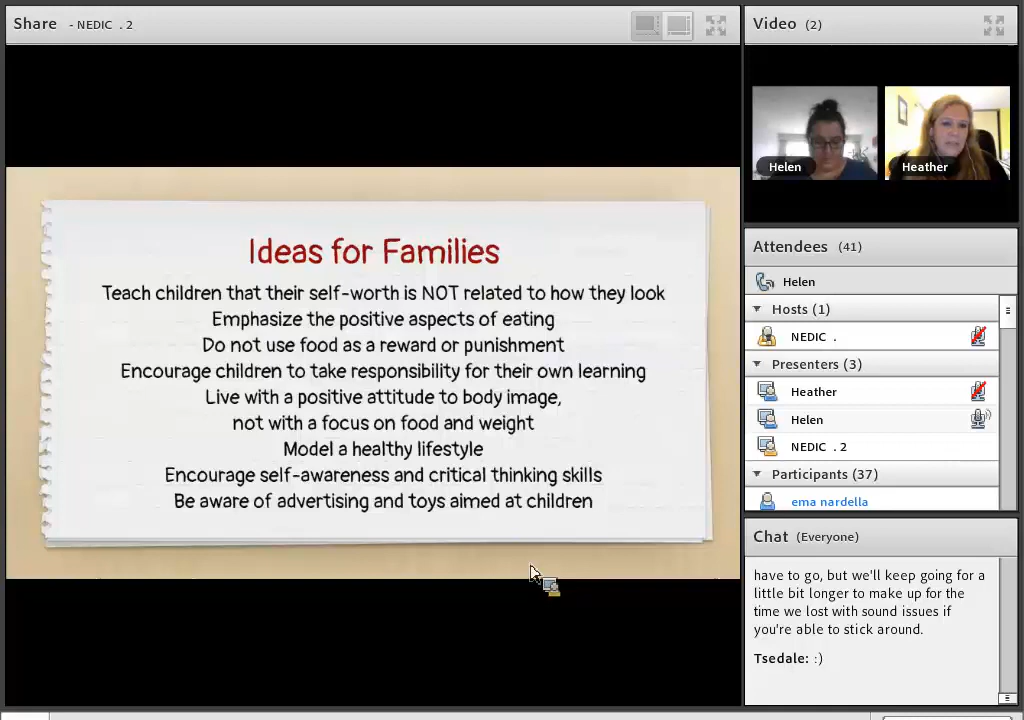 Share - NEDIC . 2
Ideas for Families
Teach children that their self-worth is NOT related to how they look
Emphasize the positive aspects of eating
Do not use food as a reward or punishment
Encourage children to take responsibility for their own learning
Live with a positive attitude to body image,
not with a focus on food and weight
Model a healthy lifestyle
Encourage self-awareness and critical thinking skills
Be aware of advertising and toys aimed at children
Video (2)
Helen
Heather
Attendees (41)
Helen
Hosts (1)
NEDIC .
Presenters (3)
Heather
Helen
NEDIC . 2
Participants (37)
ema nardella
Chat (Everyone)
have to go, but we'll keep going for a
little bit longer to make up for the
time we lost with sound issues if
you're able to stick around.
Tsedale: :)